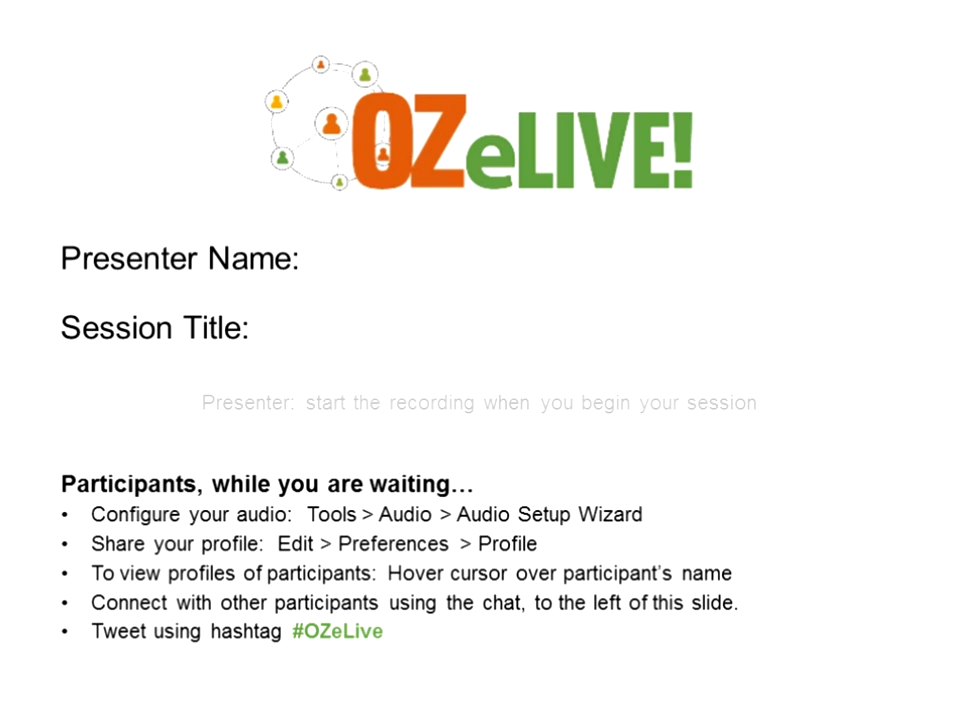 OZeLIVE!
Presenter Name:
Session Title:
Presenter: start the recording when you begin your session
Participants, while you are waiting…
• Configure your audio: Tools > Audio > Audio Setup Wizard
• Share your profile: Edit > Preferences > Profile
• To view profiles of participants: Hover cursor over participant's name
• Connect with other participants using the chat, to the left of this slide.
• Tweet using hashtag #OZeLive